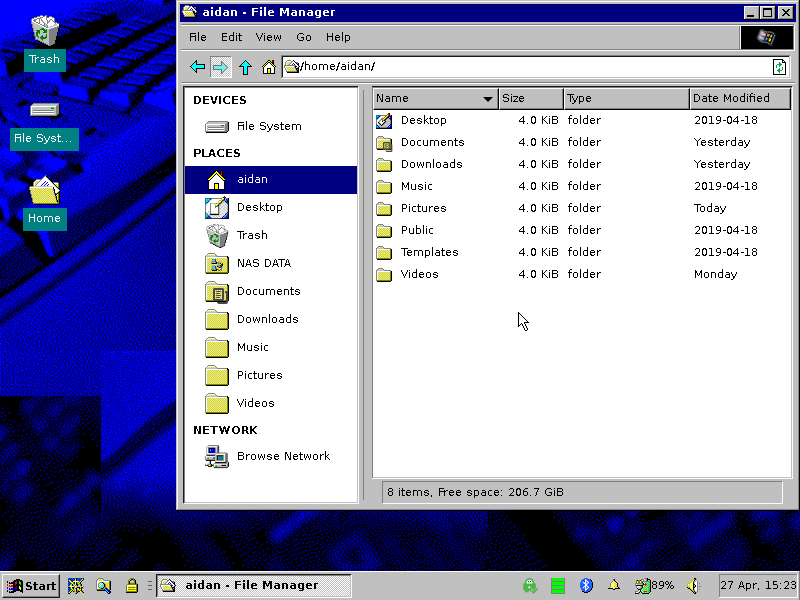 Trash
File Syst...
Home
aidan - File Manager
File Edit View Go Help
/home/aidan/
DEVICES
File System
PLACES
aidan
Desktop
Trash
NAS DATA
Documents
Downloads
Music
Pictures
Videos
NETWORK
Browse Network
Name Size Type Date Modified
Desktop 4.0 KiB folder 2019-04-18
Documents 4.0 KiB folder Yesterday
Downloads 4.0 KiB folder Yesterday
Music 4.0 KiB folder 2019-04-18
Pictures 4.0 KiB folder Today
Public 4.0 KiB folder 2019-04-18
Templates 4.0 KiB folder 2019-04-18
Videos 4.0 KiB folder Monday
8 items, Free space: 206.7 GiB
Start aidan - File Manager 89% 27 Apr, 15:23